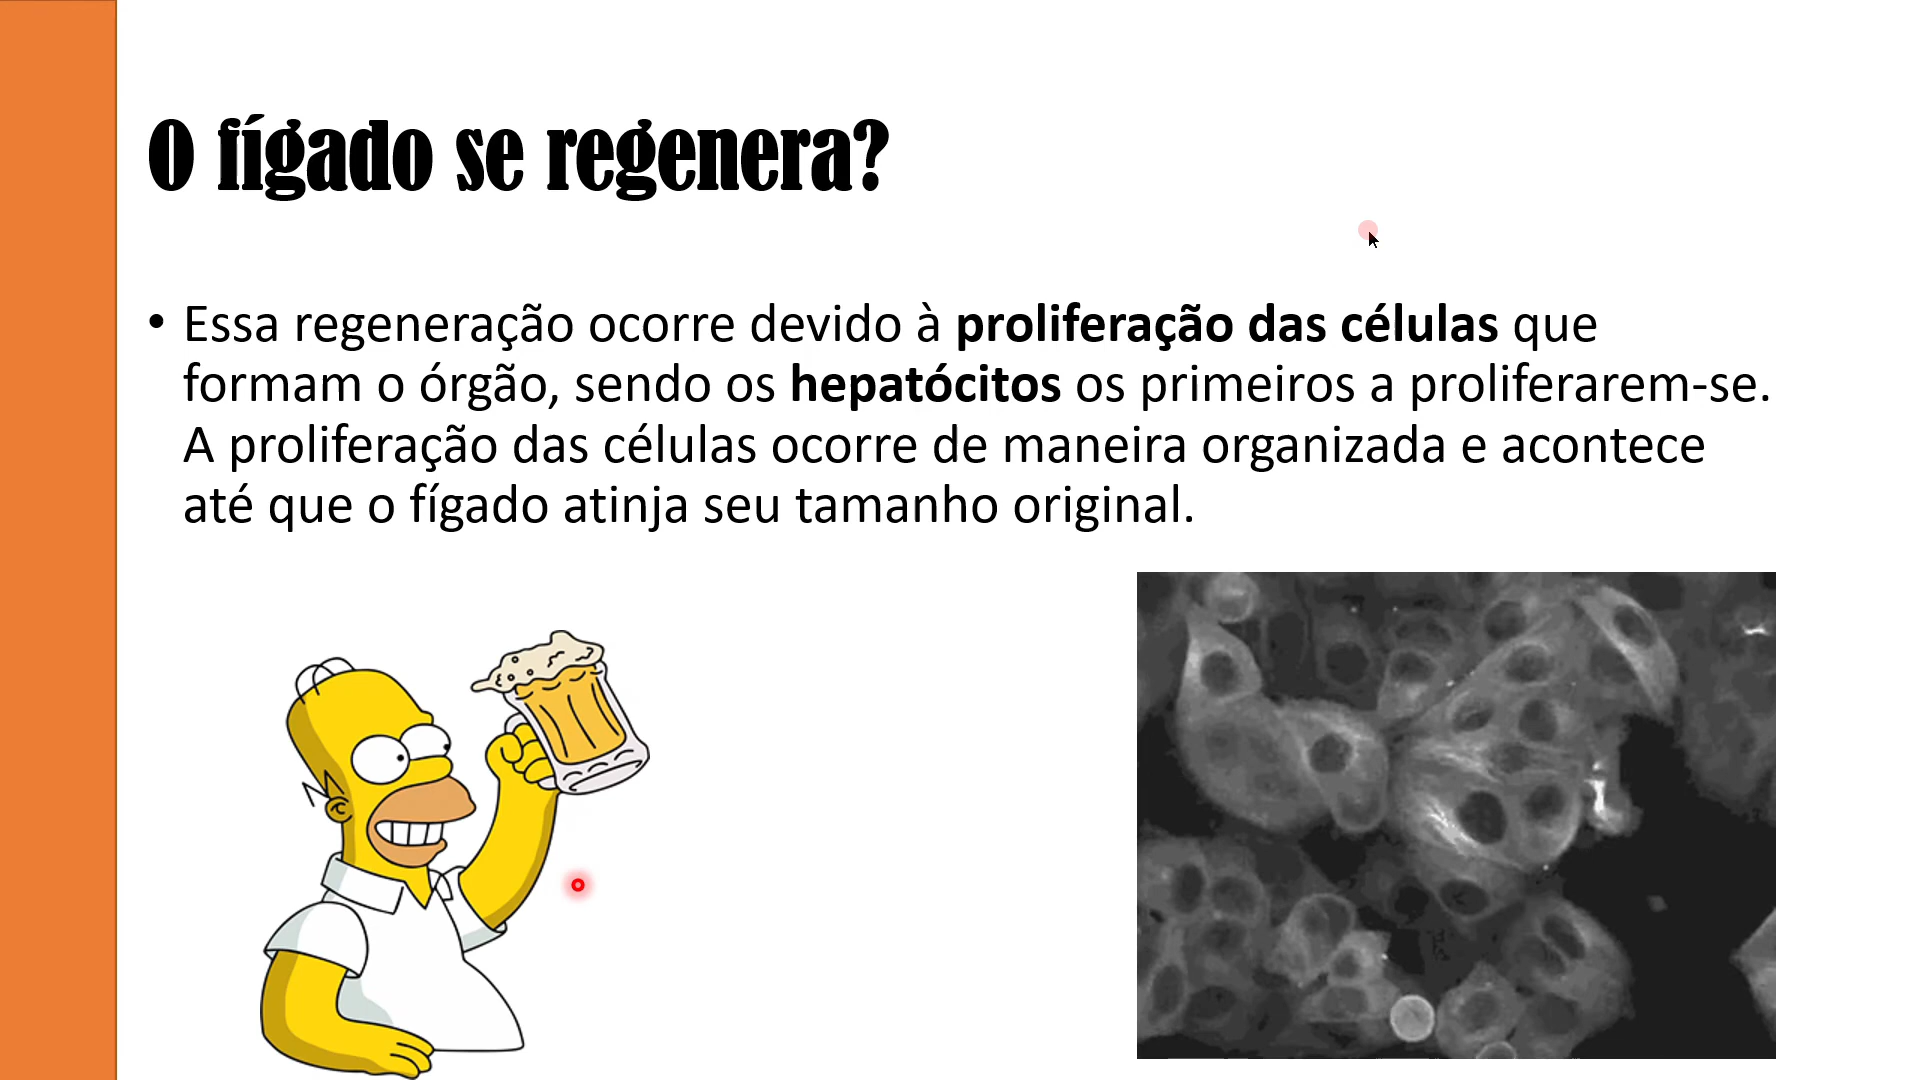 O fígado se regenera?
• Essa regeneração ocorre devido à proliferação das células que
formam o órgão, sendo os hepatócitos os primeiros a proliferarem-se.
A proliferação das células ocorre de maneira organizada e acontece
até que o fígado atinja seu tamanho original.